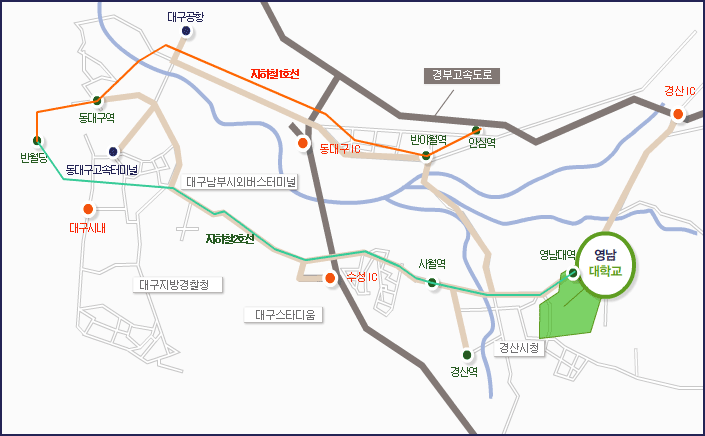 대구공항
지하철1호선
경부고속도로
경산 IC
동대구역
동대구 IC
반야월역
안심역
반월당
동대구고속터미널
대구남부시외버스터미널
대구시내
지하철2호선
영남대역
영남
대학교
사월역
수성 IC
대구지방경찰청
대구스타디움
경산시청
경산역